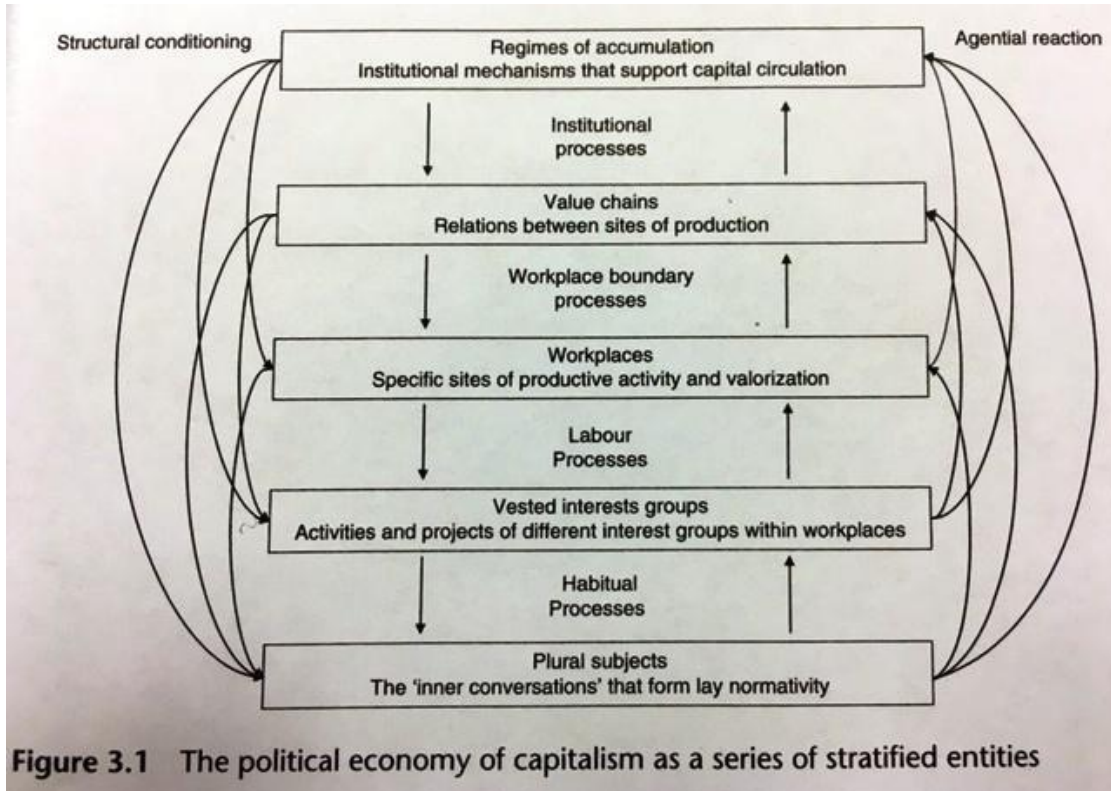 Structural conditioning
Agential reaction
Regimes of accumulation
Institutional mechanisms that support capital circulation
Institutional
processes
Value chains
Relations between sites of production
Workplace boundary
processes
Workplaces
Specific sites of productive activity and valorization
Labour
Processes
Vested interests groups
Activities and projects of different interest groups within workplaces
Habitual
Processes
Plural subjects
The 'inner conversations' that form lay normativity
Figure 3.1 The political economy of capitalism as a series of stratified entities